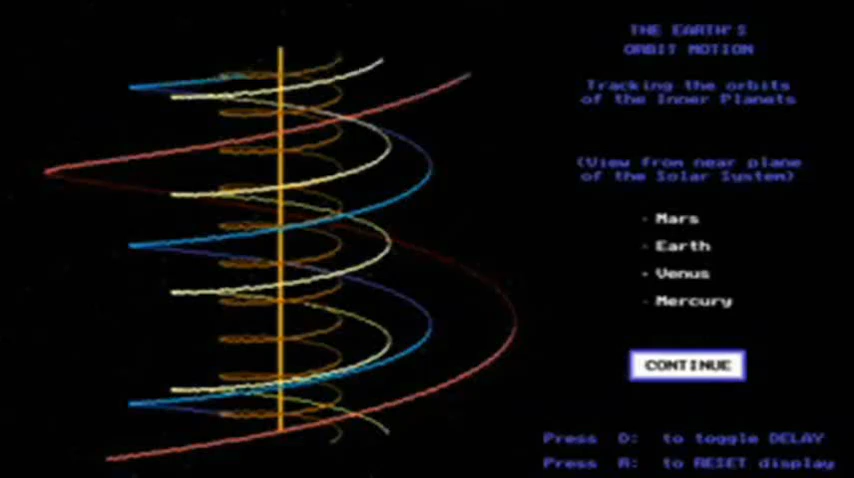 THE EARTH'S
ORBIT MOTION
Tracking the orbits
of the Inner Planets
(View from near plane
of the Solar System)
- Mars
- Earth
- Venus
- Mercury
CONTINUE
Press D: to toggle DELAY
Press R: to RESET display